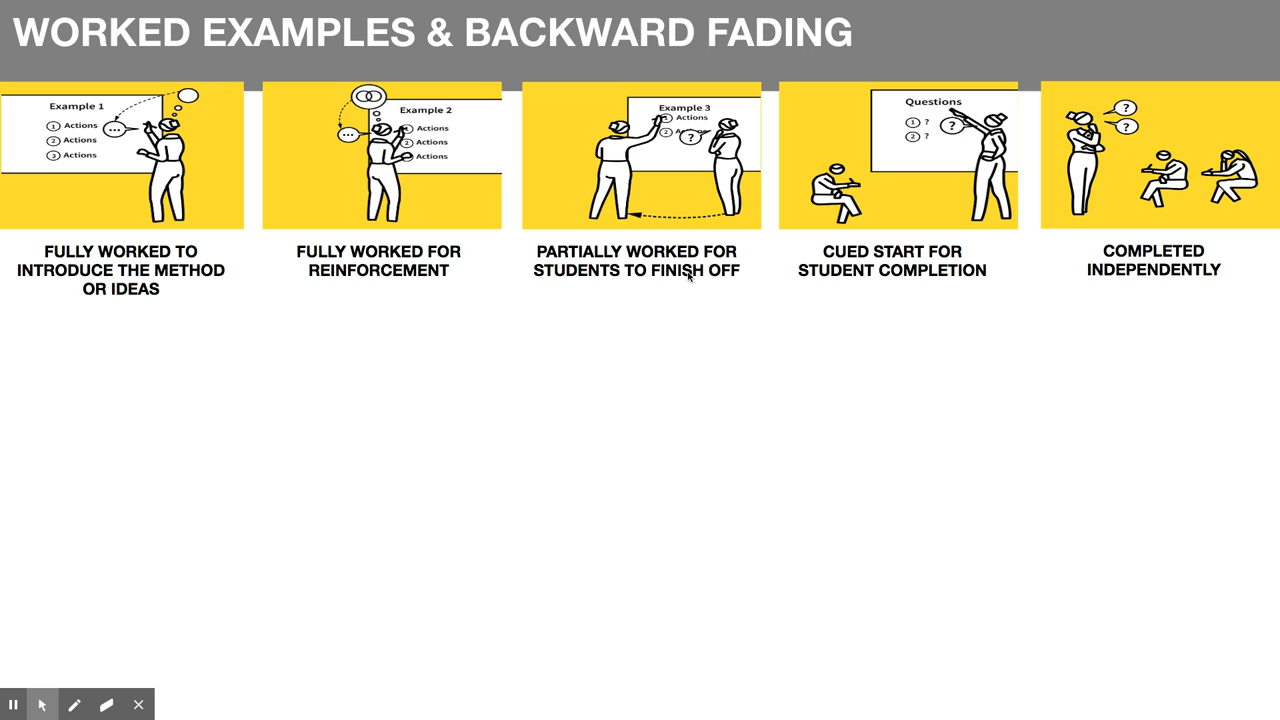 WORKED EXAMPLES & BACKWARD FADING
Example 1
1 Actions
2 Actions
3 Actions
...
FULLY WORKED TO
INTRODUCE THE METHOD
OR IDEAS
Example 2
1 Actions
2 Actions
Actions
...
FULLY WORKED FOR
REINFORCEMENT
Example 3
1 Actions
2
?
PARTIALLY WORKED FOR
STUDENTS TO FINISH OFF
Questions
1 ?
2 ?
?
CUED START FOR
STUDENT COMPLETION
?
?
COMPLETED
INDEPENDENTLY